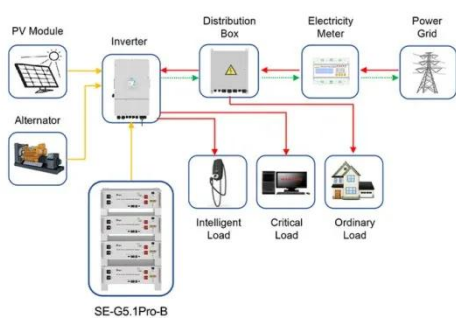 PV Module
Inverter
Distribution
Box
Electricity
Meter
Power
Grid
Alternator
Intelligent
Load
Critical
Load
Ordinary
Load
SE-G5.1Pro-B